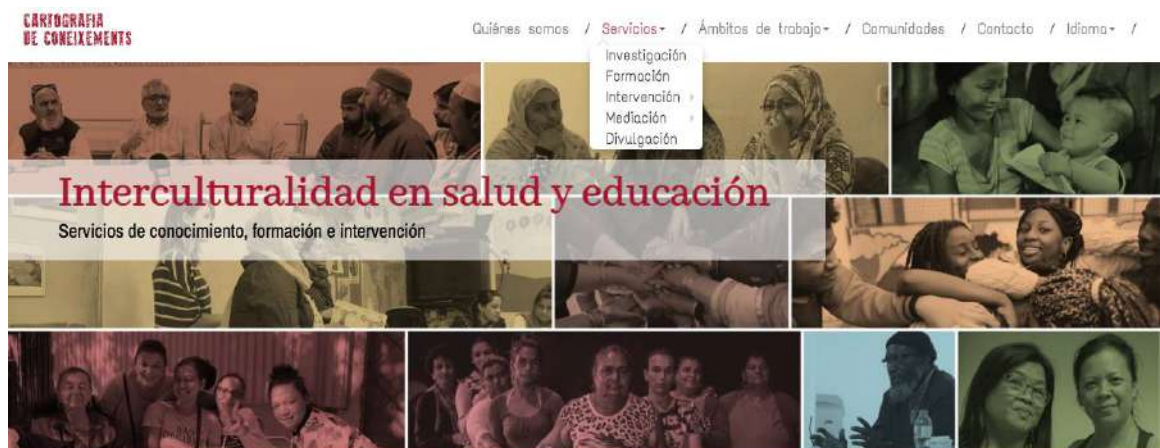 CARTOGRAFIA
DE CONEIXEMENTS
Quiénes somos / Servicios / Ámbitos de trabajo / Comunidades / Contacto / Idioma /
Investigación
Formación
Intervención
Mediación
Divulgación
Interculturalidad en salud y educación
Servicios de conocimiento, formación e intervención